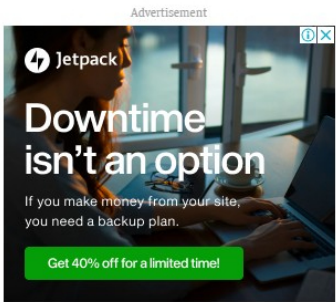 Advertisement
Jetpack
Downtime
isn't an option
If you make money from your site,
you need a backup plan.
Get 40% off for a limited time!